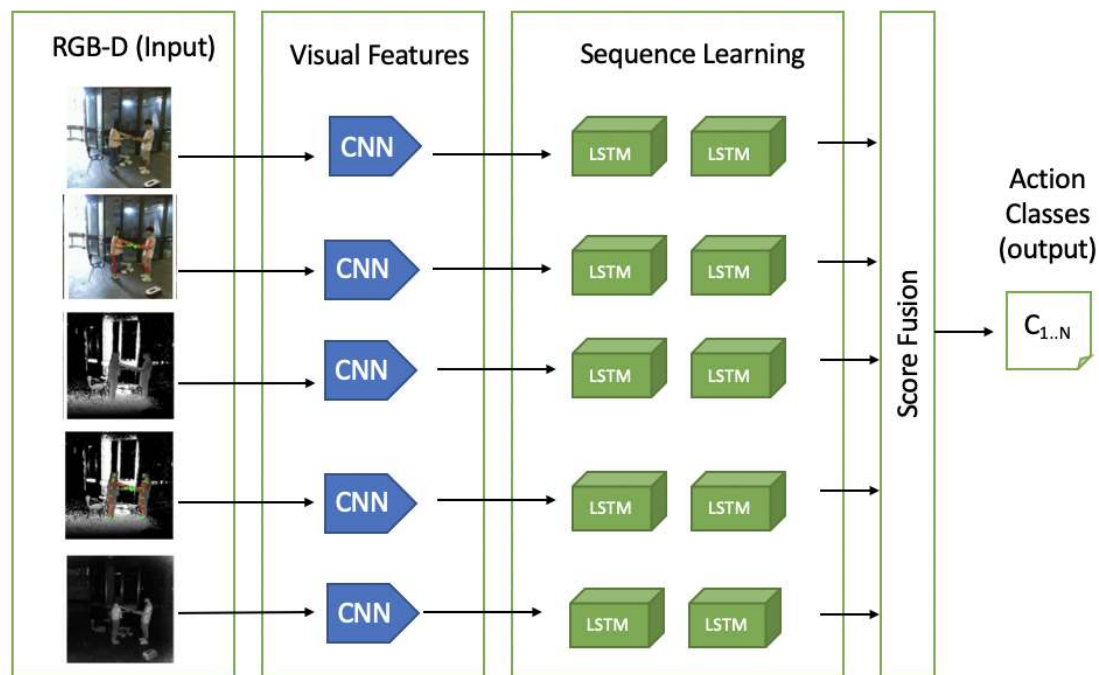 RGB-D (Input)
Visual Features
Sequence Learning
CNN
LSTM
LSTM
CNN
LSTM
LSTM
CNN
LSTM
LSTM
CNN
LSTM
LSTM
CNN
LSTM
LSTM
Score Fusion
Action
Classes
(output)
C1..N